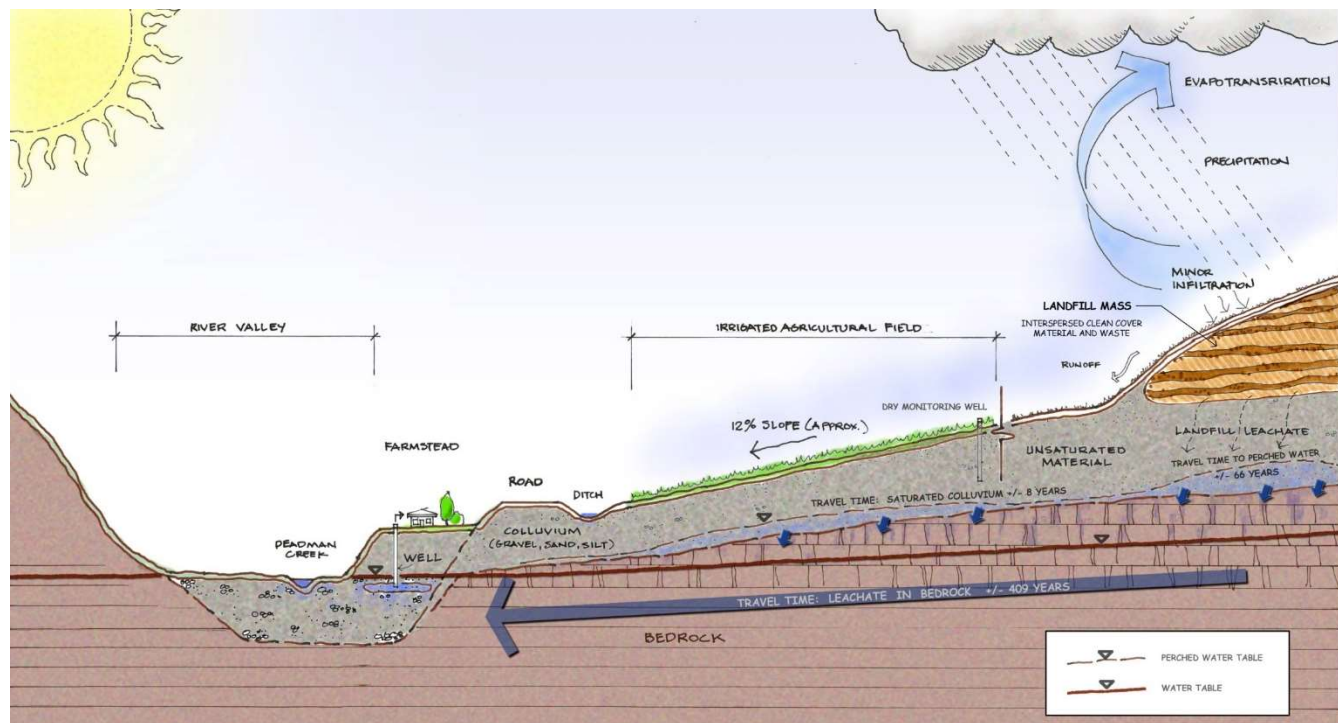 EVAPOTRANSRIRATION
PRECIPITATION
MINOR
INFILTRATION
LANDFILL MASS
INTERSPERSED CLEAN COVER
MATERIAL AND WASTE
RUNOFF
RIVER VALLEY
IRRIGATED AGRICULTURAL FIELD
DRY MONITORING WELL
12% SLOPE (APPROX.)
LANDFILL LEACHATE
UNSATURATED
MATERIAL
TRAVEL TIME TO PERCHED WATER
+/- 66 YEARS
FARMSTEAD
ROAD
DITCH
TRAVEL TIME: SATURATED COLLUVIUM +/- 8 YEARS
DEADMAN
CREEK
WELL
COLLUVIUM
(GRAVEL, SAND, SILT)
TRAVEL TIME: LEACHATE IN BEDROCK +/- 409 YEARS
BEDROCK
PERCHED WATER TABLE
WATER TABLE